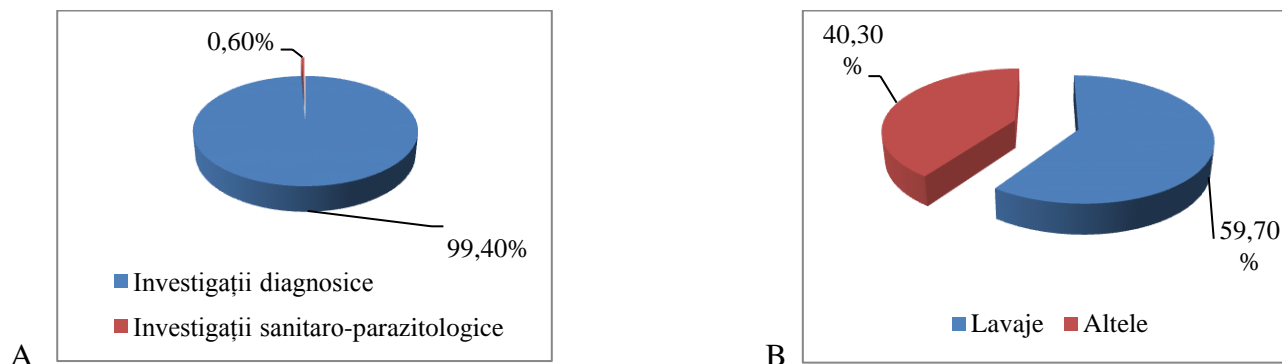 0,60%
99,40%
Investigații diagnosice
Investigații sanitaro-parazitologice
A
40,30
%
59,70
%
Lavaje Altele
B